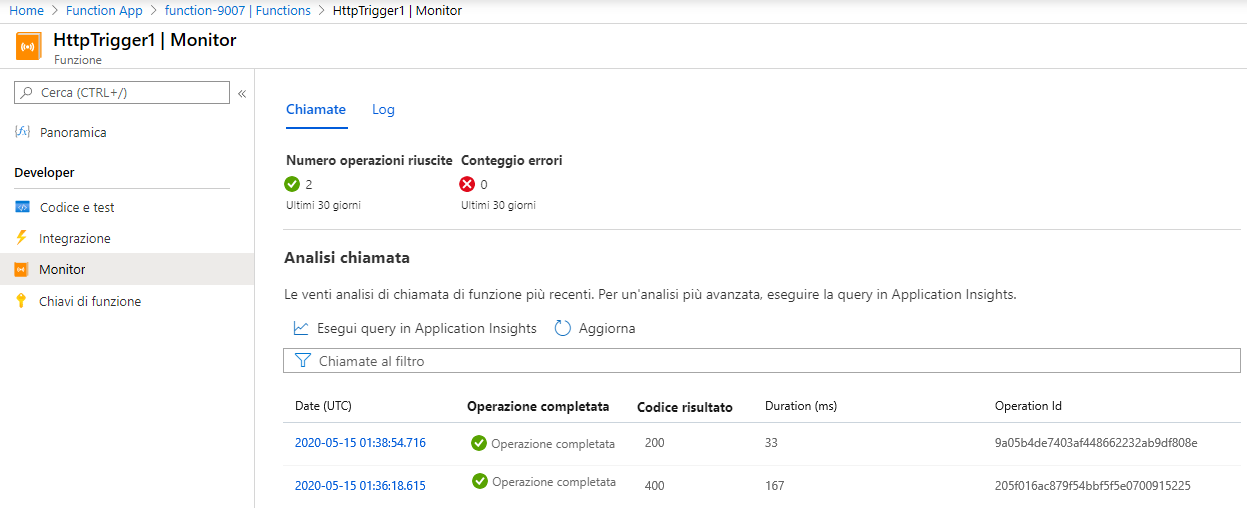 Home > Function App > function-9007 | Functions > HttpTrigger1 | Monitor
HttpTrigger1 | Monitor
Funzione
Cerca (CTRL+/)
«
Panoramica
Developer
Codice e test
Integrazione
Monitor
Chiavi di funzione
Chiamate Log
Numero operazioni riuscite Conteggio errori
2 0
Ultimi 30 giorni Ultimi 30 giorni
Analisi chiamata
Le venti analisi di chiamata di funzione più recenti. Per un'analisi più avanzata, eseguire la query in Application Insights.
Esegui query in Application Insights Aggiorna
Chiamate al filtro
Date (UTC) Operazione completata Codice risultato Duration (ms) Operation Id
2020-05-15 01:38:54.716 Operazione completata 200 33 9a05b4de7403af448662232ab9df808e
2020-05-15 01:36:18.615 Operazione completata 400 167 205f016ac879f54bbf5f5e0700915225